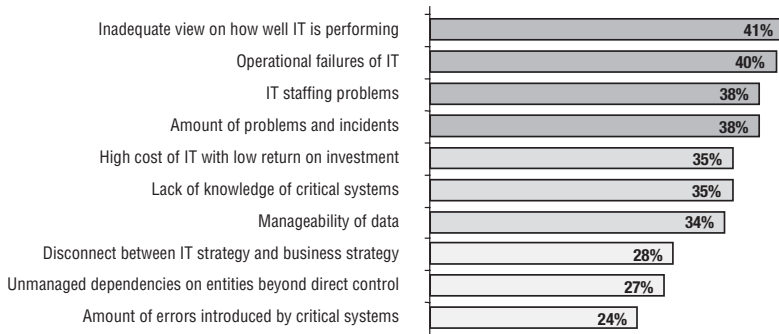 Inadequate view on how well IT is performing 41%
Operational failures of IT 40%
IT staffing problems 38%
Amount of problems and incidents 38%
High cost of IT with low return on investment 35%
Lack of knowledge of critical systems 35%
Manageability of data 34%
Disconnect between IT strategy and business strategy 28%
Unmanaged dependencies on entities beyond direct control 27%
Amount of errors introduced by critical systems 24%